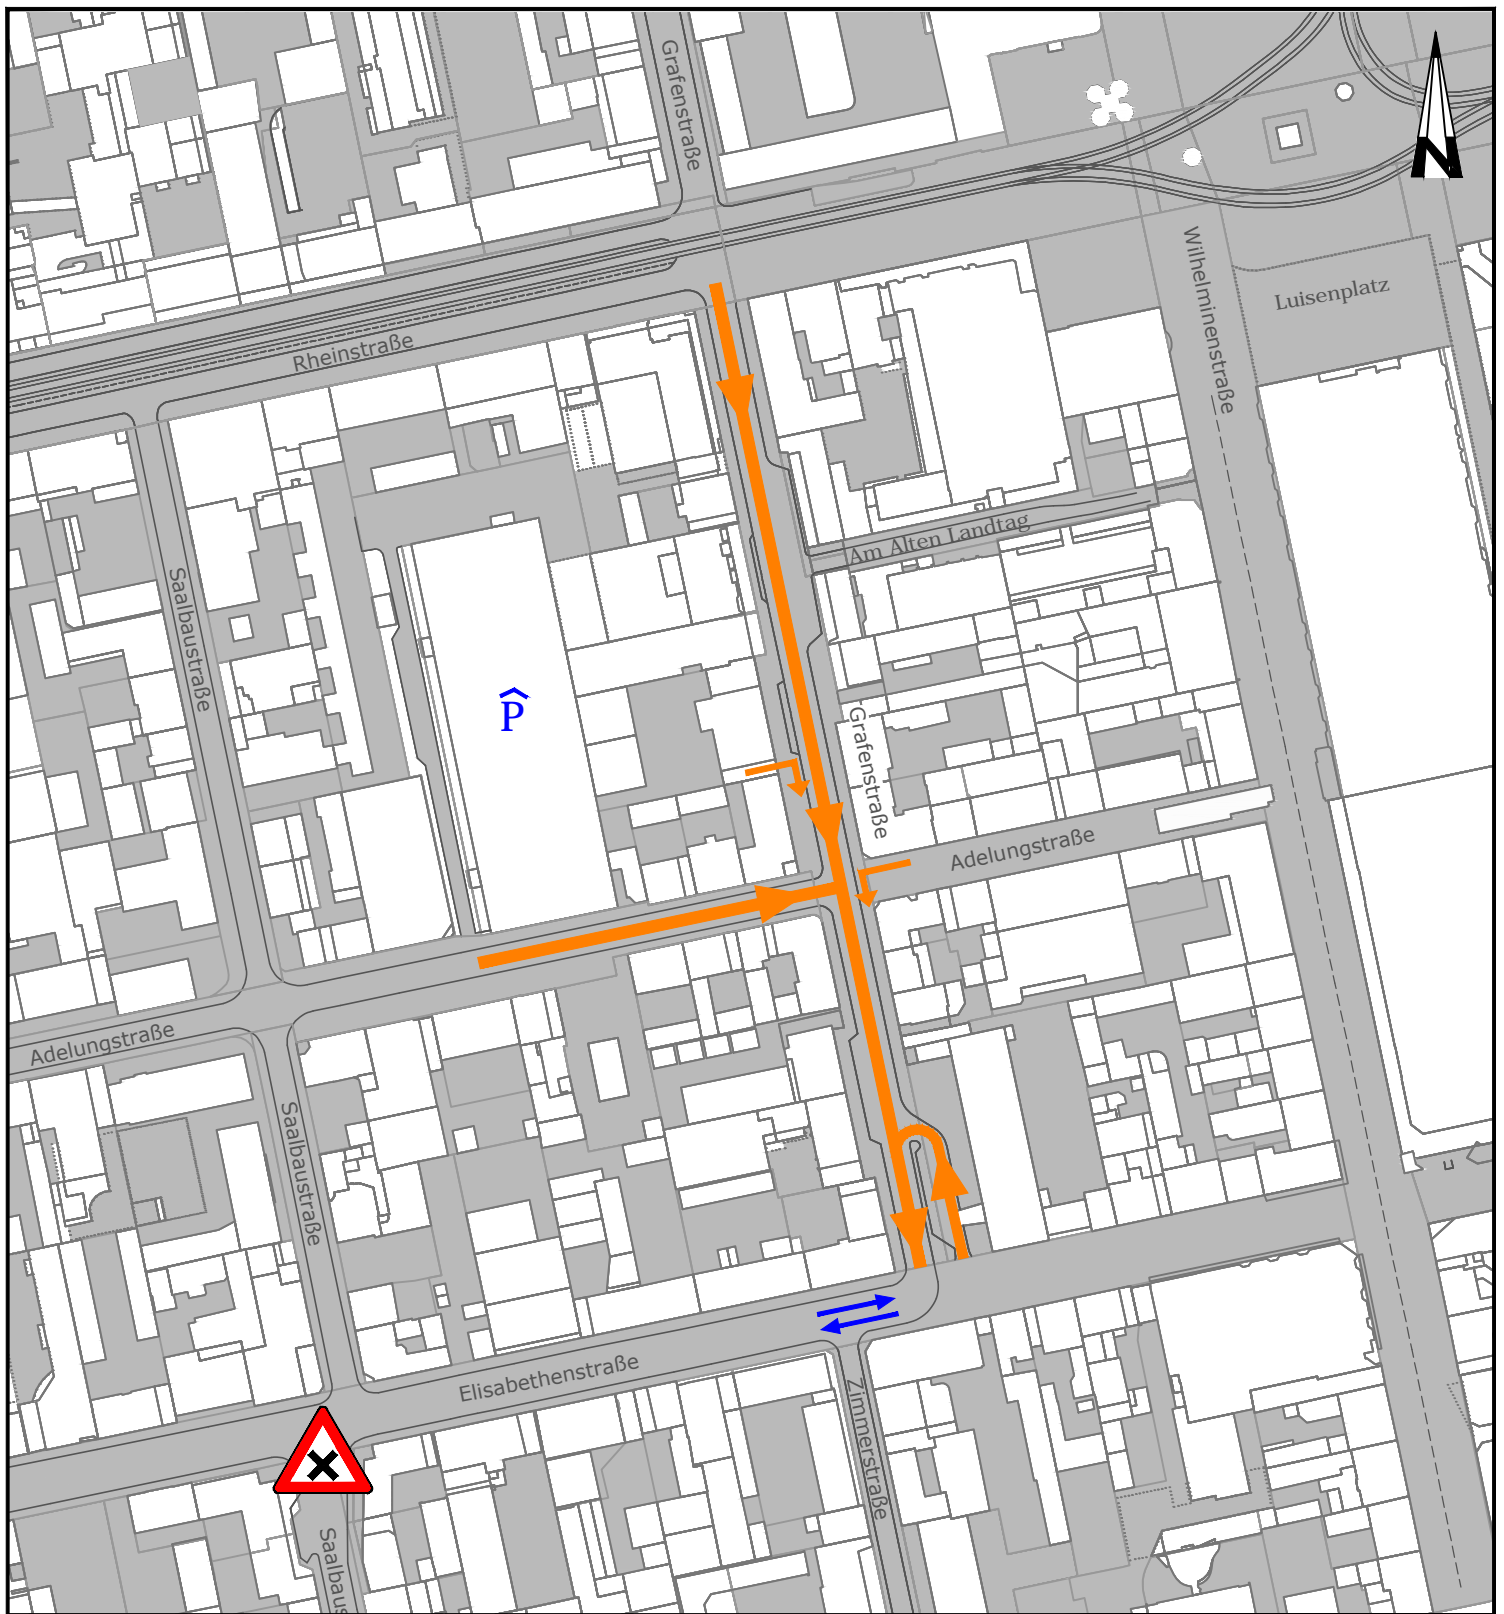 Grafenstraße
N
Wilhelminenstraße
Luisenplatz
Rheinstraße
Am Alten Landtag
Saalbaustraße
P
Grafenstraße
Adelungstraße
Adelungstraße
Saalbaustraße
Elisabethenstraße
Zimmerstraße
Saalbaus